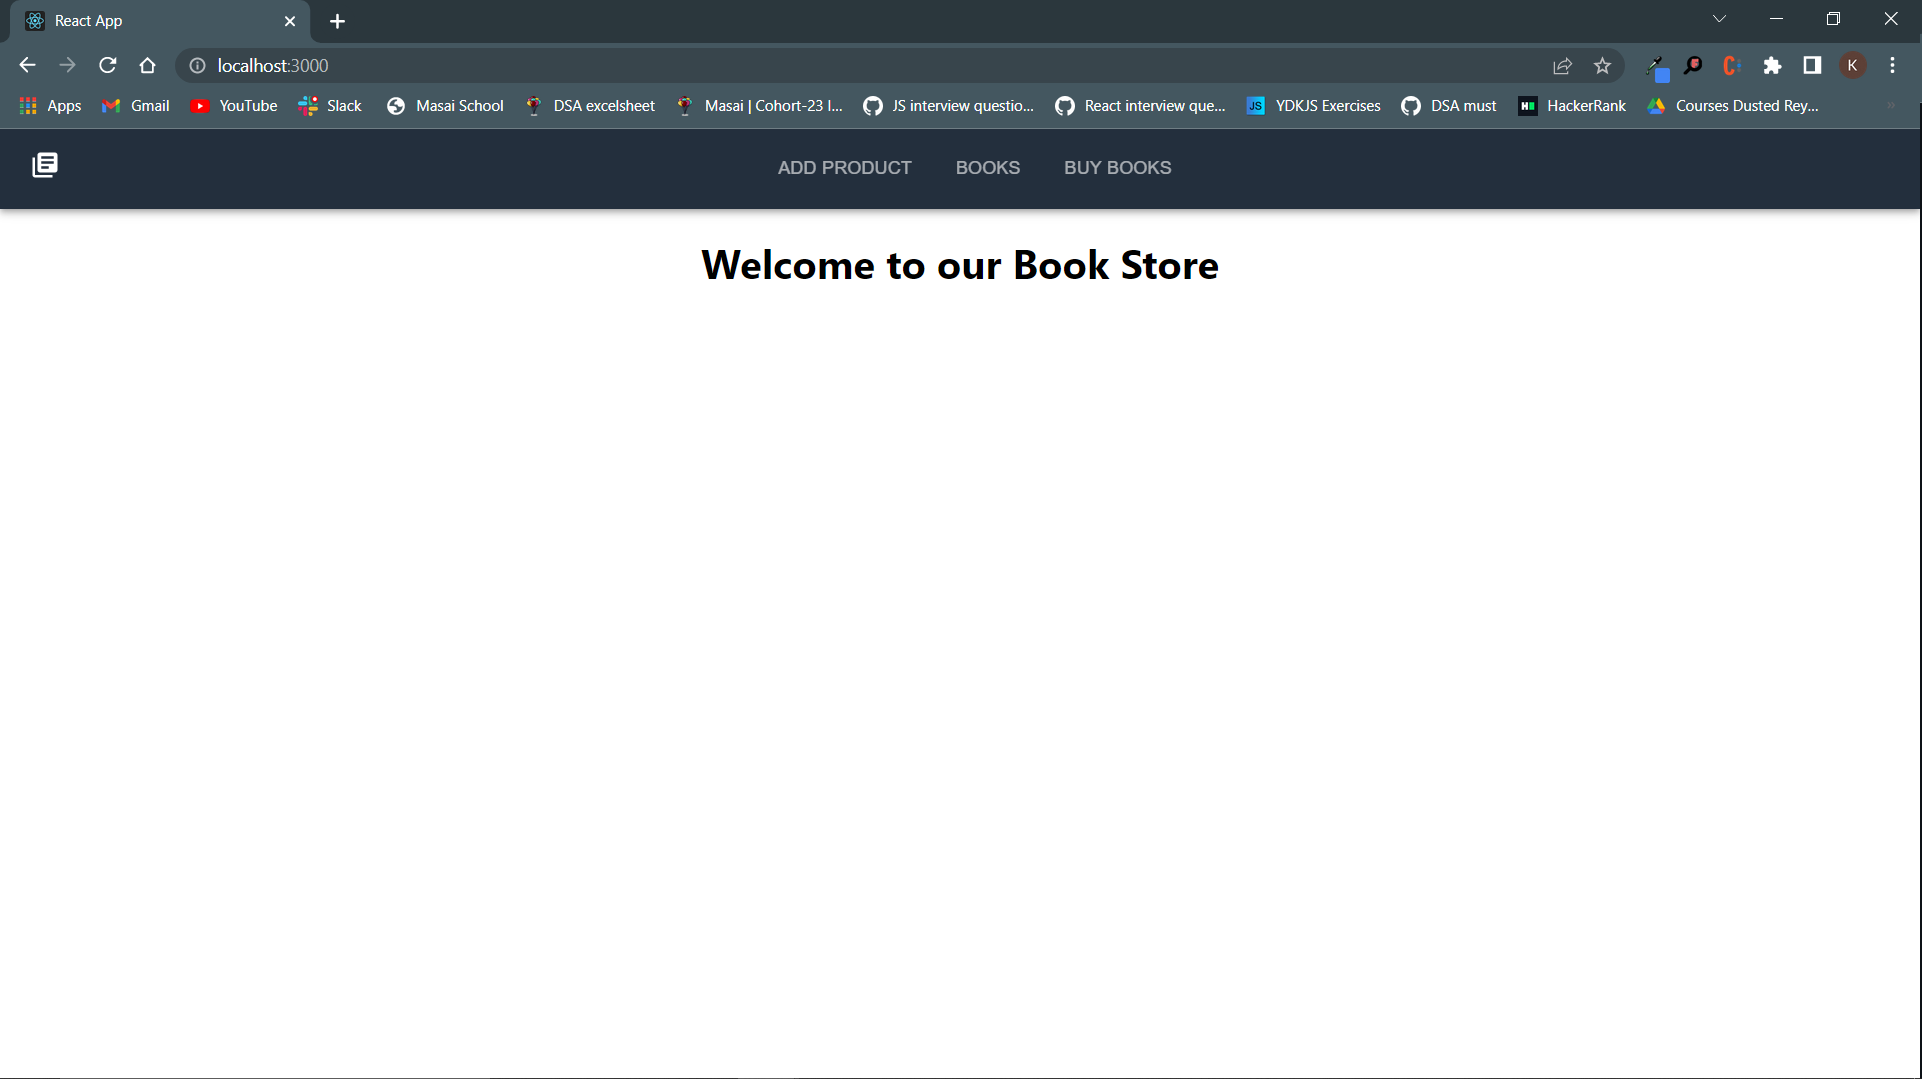 React App
localhost:3000
K
Apps Gmail YouTube Slack Masai School DSA excelsheet Masai | Cohort-23 I... JS interview questio... React interview que... JS YDKJS Exercises DSA must H HackerRank Courses Dusted Rey...
ADD PRODUCT BOOKS BUY BOOKS
Welcome to our Book Store